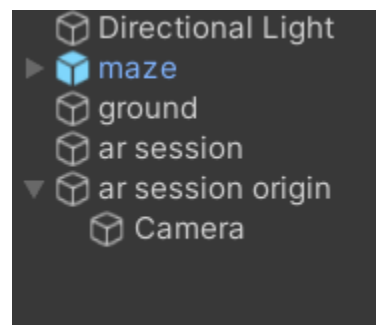 Directional Light
maze
ground
ar session
ar session origin
Camera